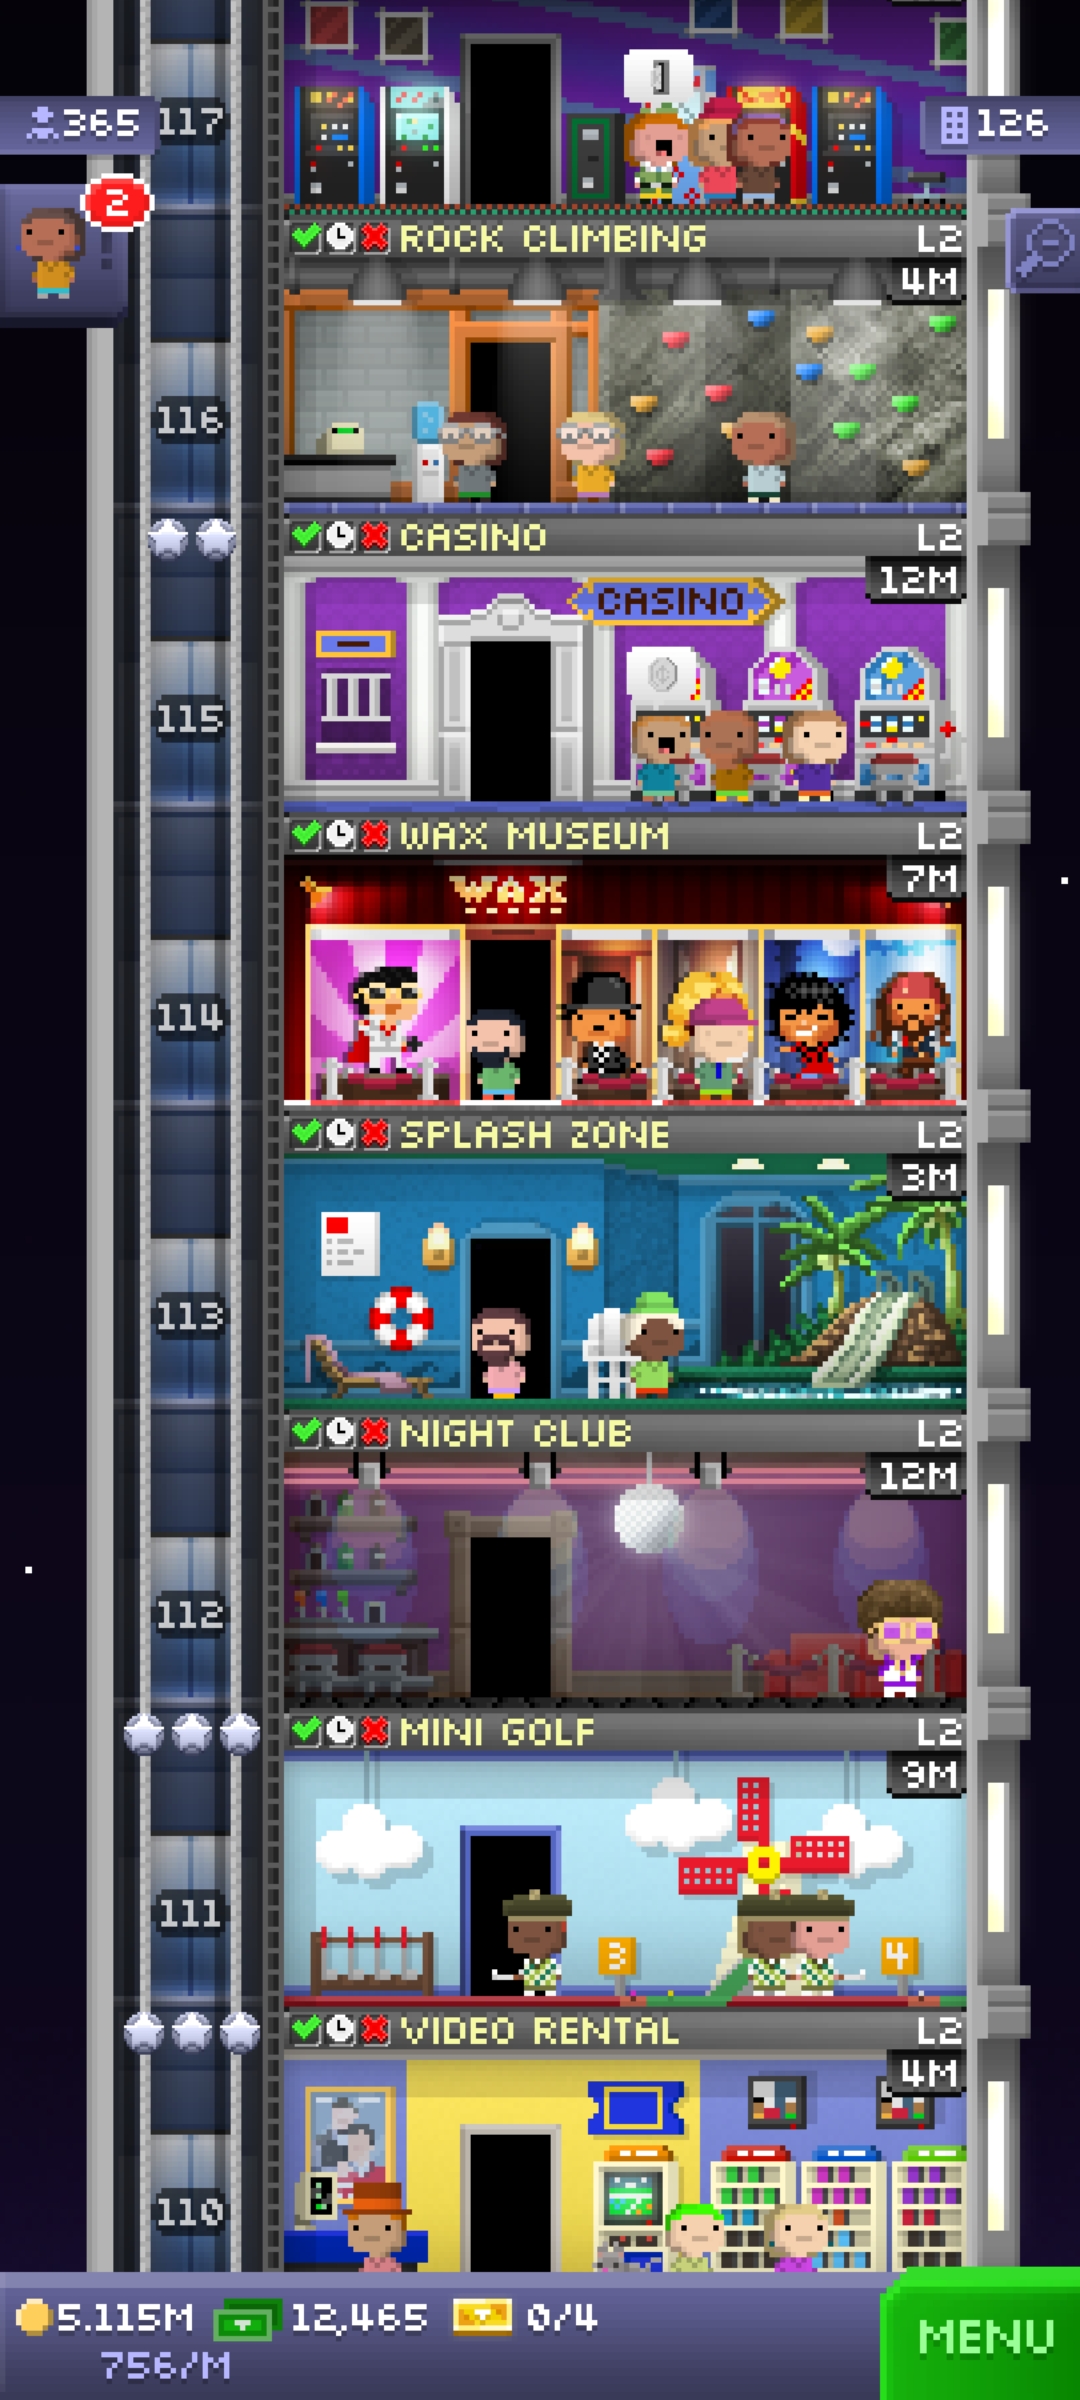 117
365
126
2
ROCK CLIMBING L2
4M
116
CASINO L2
12M
CASINO
115
WAX MUSEUM L2
7M
WAX
114
SPLASH ZONE L2
3M
113
NIGHT CLUB L2
12M
112
MINI GOLF L2
9M
111
3
4
VIDEO RENTAL L2
4M
110
5.115M 12,465 0/4
756/M
MENU